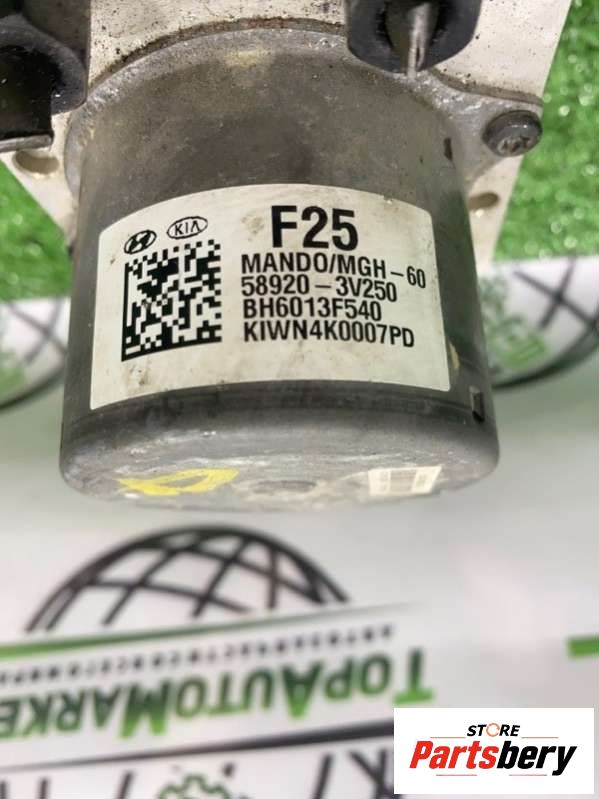 KIA
F25
MANDO/MGH-60
58920-3V250
BH6013F540
KIWN4K0007PD
TOPAUTOMARKE
STORE
Partsbery